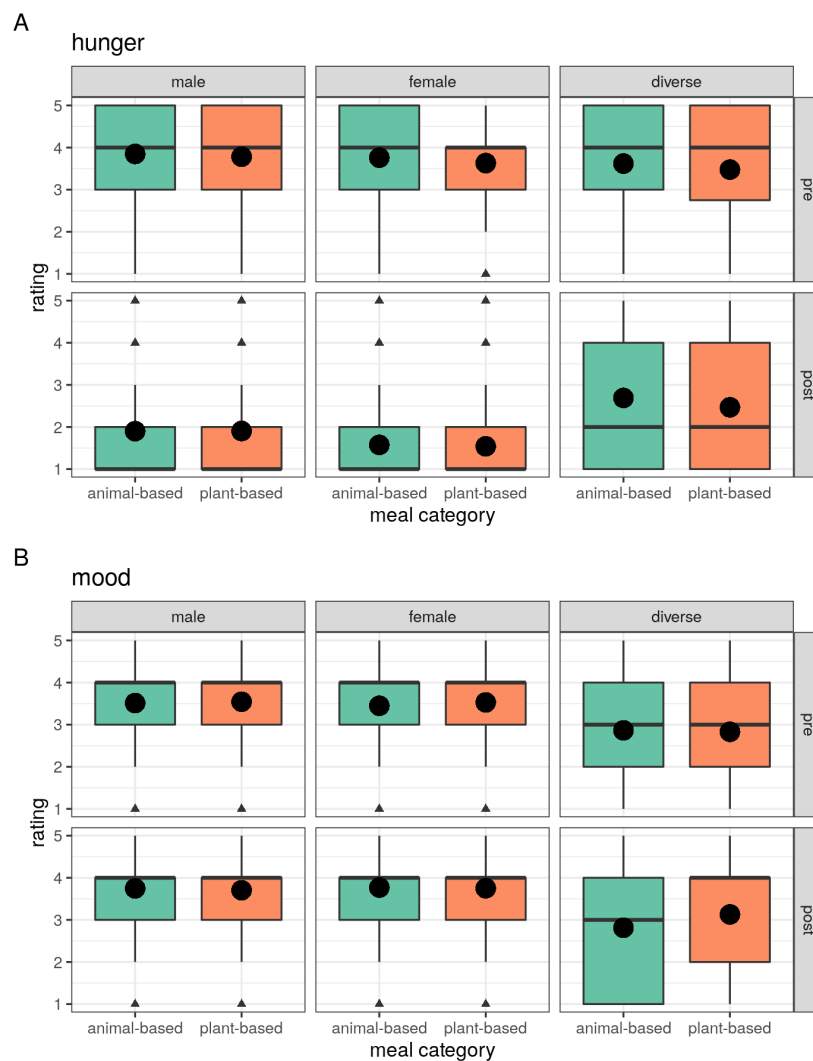 A
hunger
male female diverse
5
4
3
2
1
pre
rating
5
4
3
2
1
post
animal-based plant-based animal-based plant-based animal-based plant-based
meal category
B
mood
male female diverse
5
4
3
2
1
pre
rating
5
4
3
2
1
post
animal-based plant-based animal-based plant-based animal-based plant-based
meal category